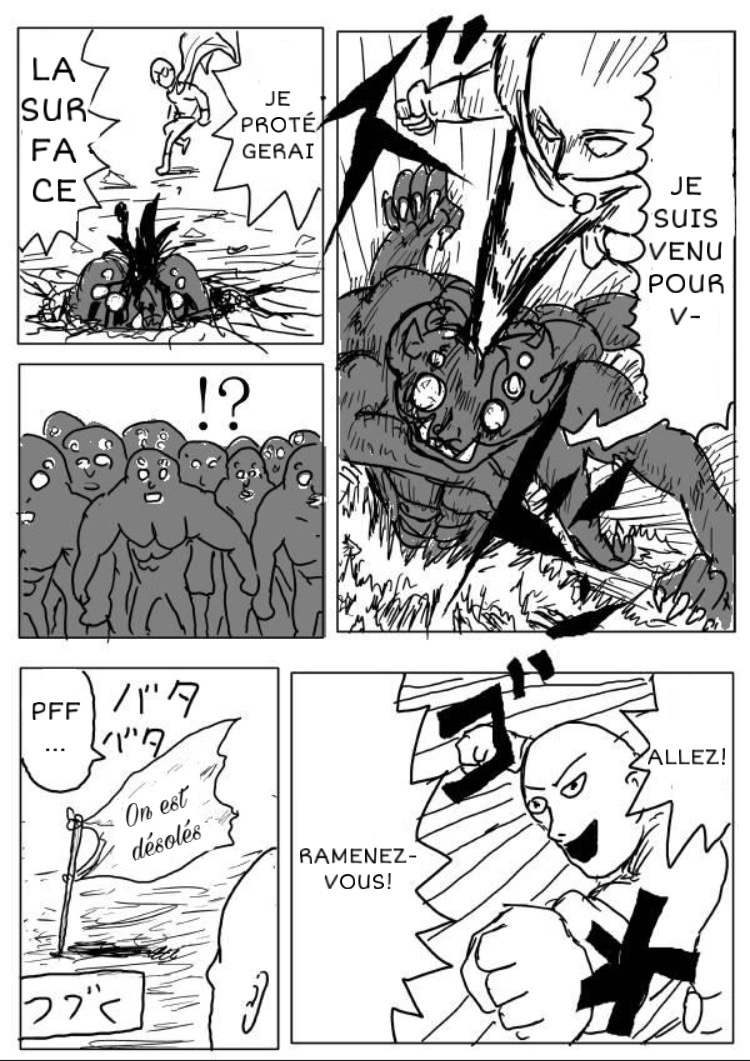 JE
SUIS
VENU
POUR
V-
JE
PROTÉ
GERAI
LA
SUR
FA
CE
!?
ALLEZ!
RAMENEZ-
VOUS!
PFF
...
バタ
バタ
On est
désolés
つづく